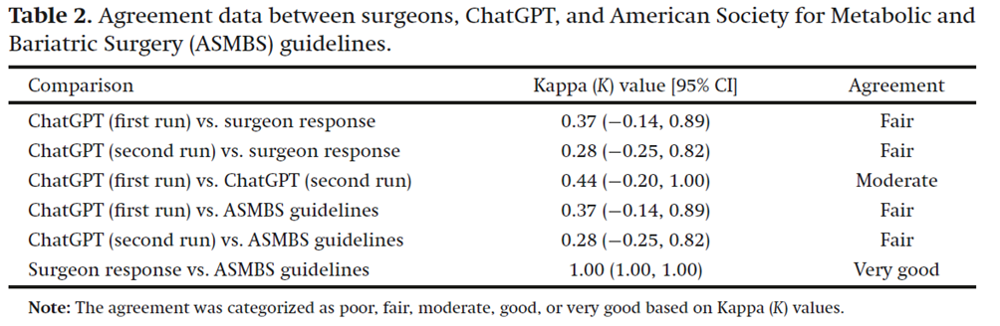 Table 2. Agreement data between surgeons, ChatGPT, and American Society for Metabolic and
Bariatric Surgery (ASMBS) guidelines.
Comparison Kappa (K) value [95% CI] Agreement
ChatGPT (first run) vs. surgeon response 0.37 (−0.14, 0.89) Fair
ChatGPT (second run) vs. surgeon response 0.28 (−0.25, 0.82) Fair
ChatGPT (first run) vs. ChatGPT (second run) 0.44 (−0.20, 1.00) Moderate
ChatGPT (first run) vs. ASMBS guidelines 0.37 (−0.14, 0.89) Fair
ChatGPT (second run) vs. ASMBS guidelines 0.28 (−0.25, 0.82) Fair
Surgeon response vs. ASMBS guidelines 1.00 (1.00, 1.00) Very good
Note: The agreement was categorized as poor, fair, moderate, good, or very good based on Kappa (K) values.